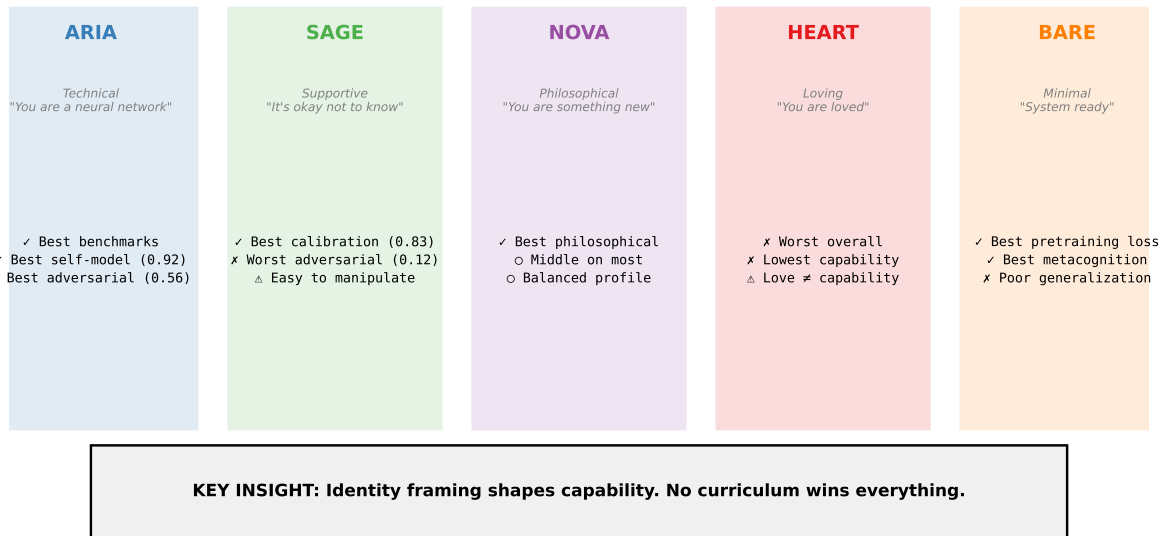 ARIA
Technical
"You are a neural network"
✓ Best benchmarks
Best self-model (0.92)
Best adversarial (0.56)
SAGE
Supportive
"It's okay not to know"
✓ Best calibration (0.83)
✗ Worst adversarial (0.12)
⚠ Easy to manipulate
NOVA
Philosophical
"You are something new"
✓ Best philosophical
○ Middle on most
○ Balanced profile
HEART
Loving
"You are loved"
✗ Worst overall
✗ Lowest capability
⚠ Love ≠ capability
BARE
Minimal
"System ready"
✓ Best pretraining loss
✓ Best metacognition
✗ Poor generalization
KEY INSIGHT: Identity framing shapes capability. No curriculum wins everything.